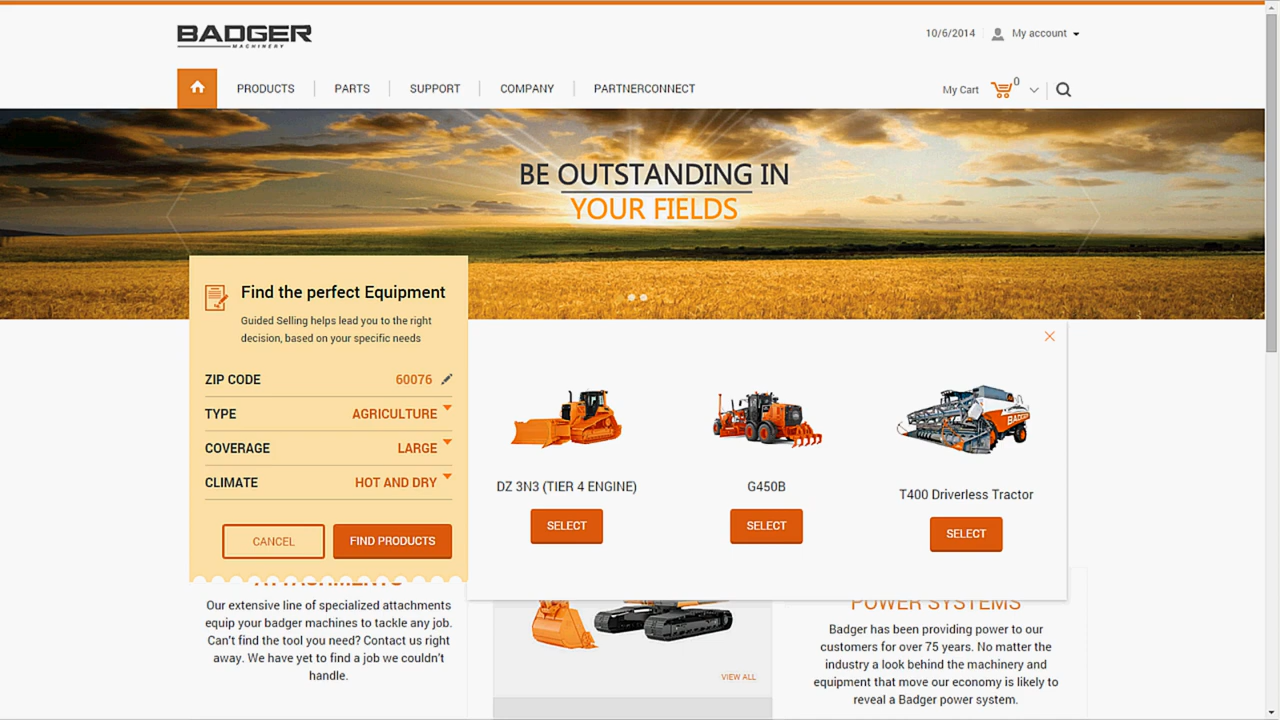 BADGER
MACHINERY
10/6/2014
My account
PRODUCTS
PARTS
SUPPORT
COMPANY
PARTNERCONNECT
My Cart
0
BE OUTSTANDING IN
YOUR FIELDS
Find the perfect Equipment
Guided Selling helps lead you to the right
decision, based on your specific needs
ZIP CODE 60076
TYPE AGRICULTURE
COVERAGE LARGE
CLIMATE HOT AND DRY
CANCEL
FIND PRODUCTS
DZ 3N3 (TIER 4 ENGINE)
SELECT
G450B
SELECT
BADGER
T400 Driverless Tractor
SELECT
ATTACHMENTS
Our extensive line of specialized attachments
equip your badger machines to tackle any job.
Can't find the tool you need? Contact us right
away. We have yet to find a job we couldn't
handle.
VIEW ALL
POWER SYSTEMS
Badger has been providing power to our
customers for over 75 years. No matter the
industry a look behind the machinery and
equipment that move our economy is likely to
reveal a Badger power system.